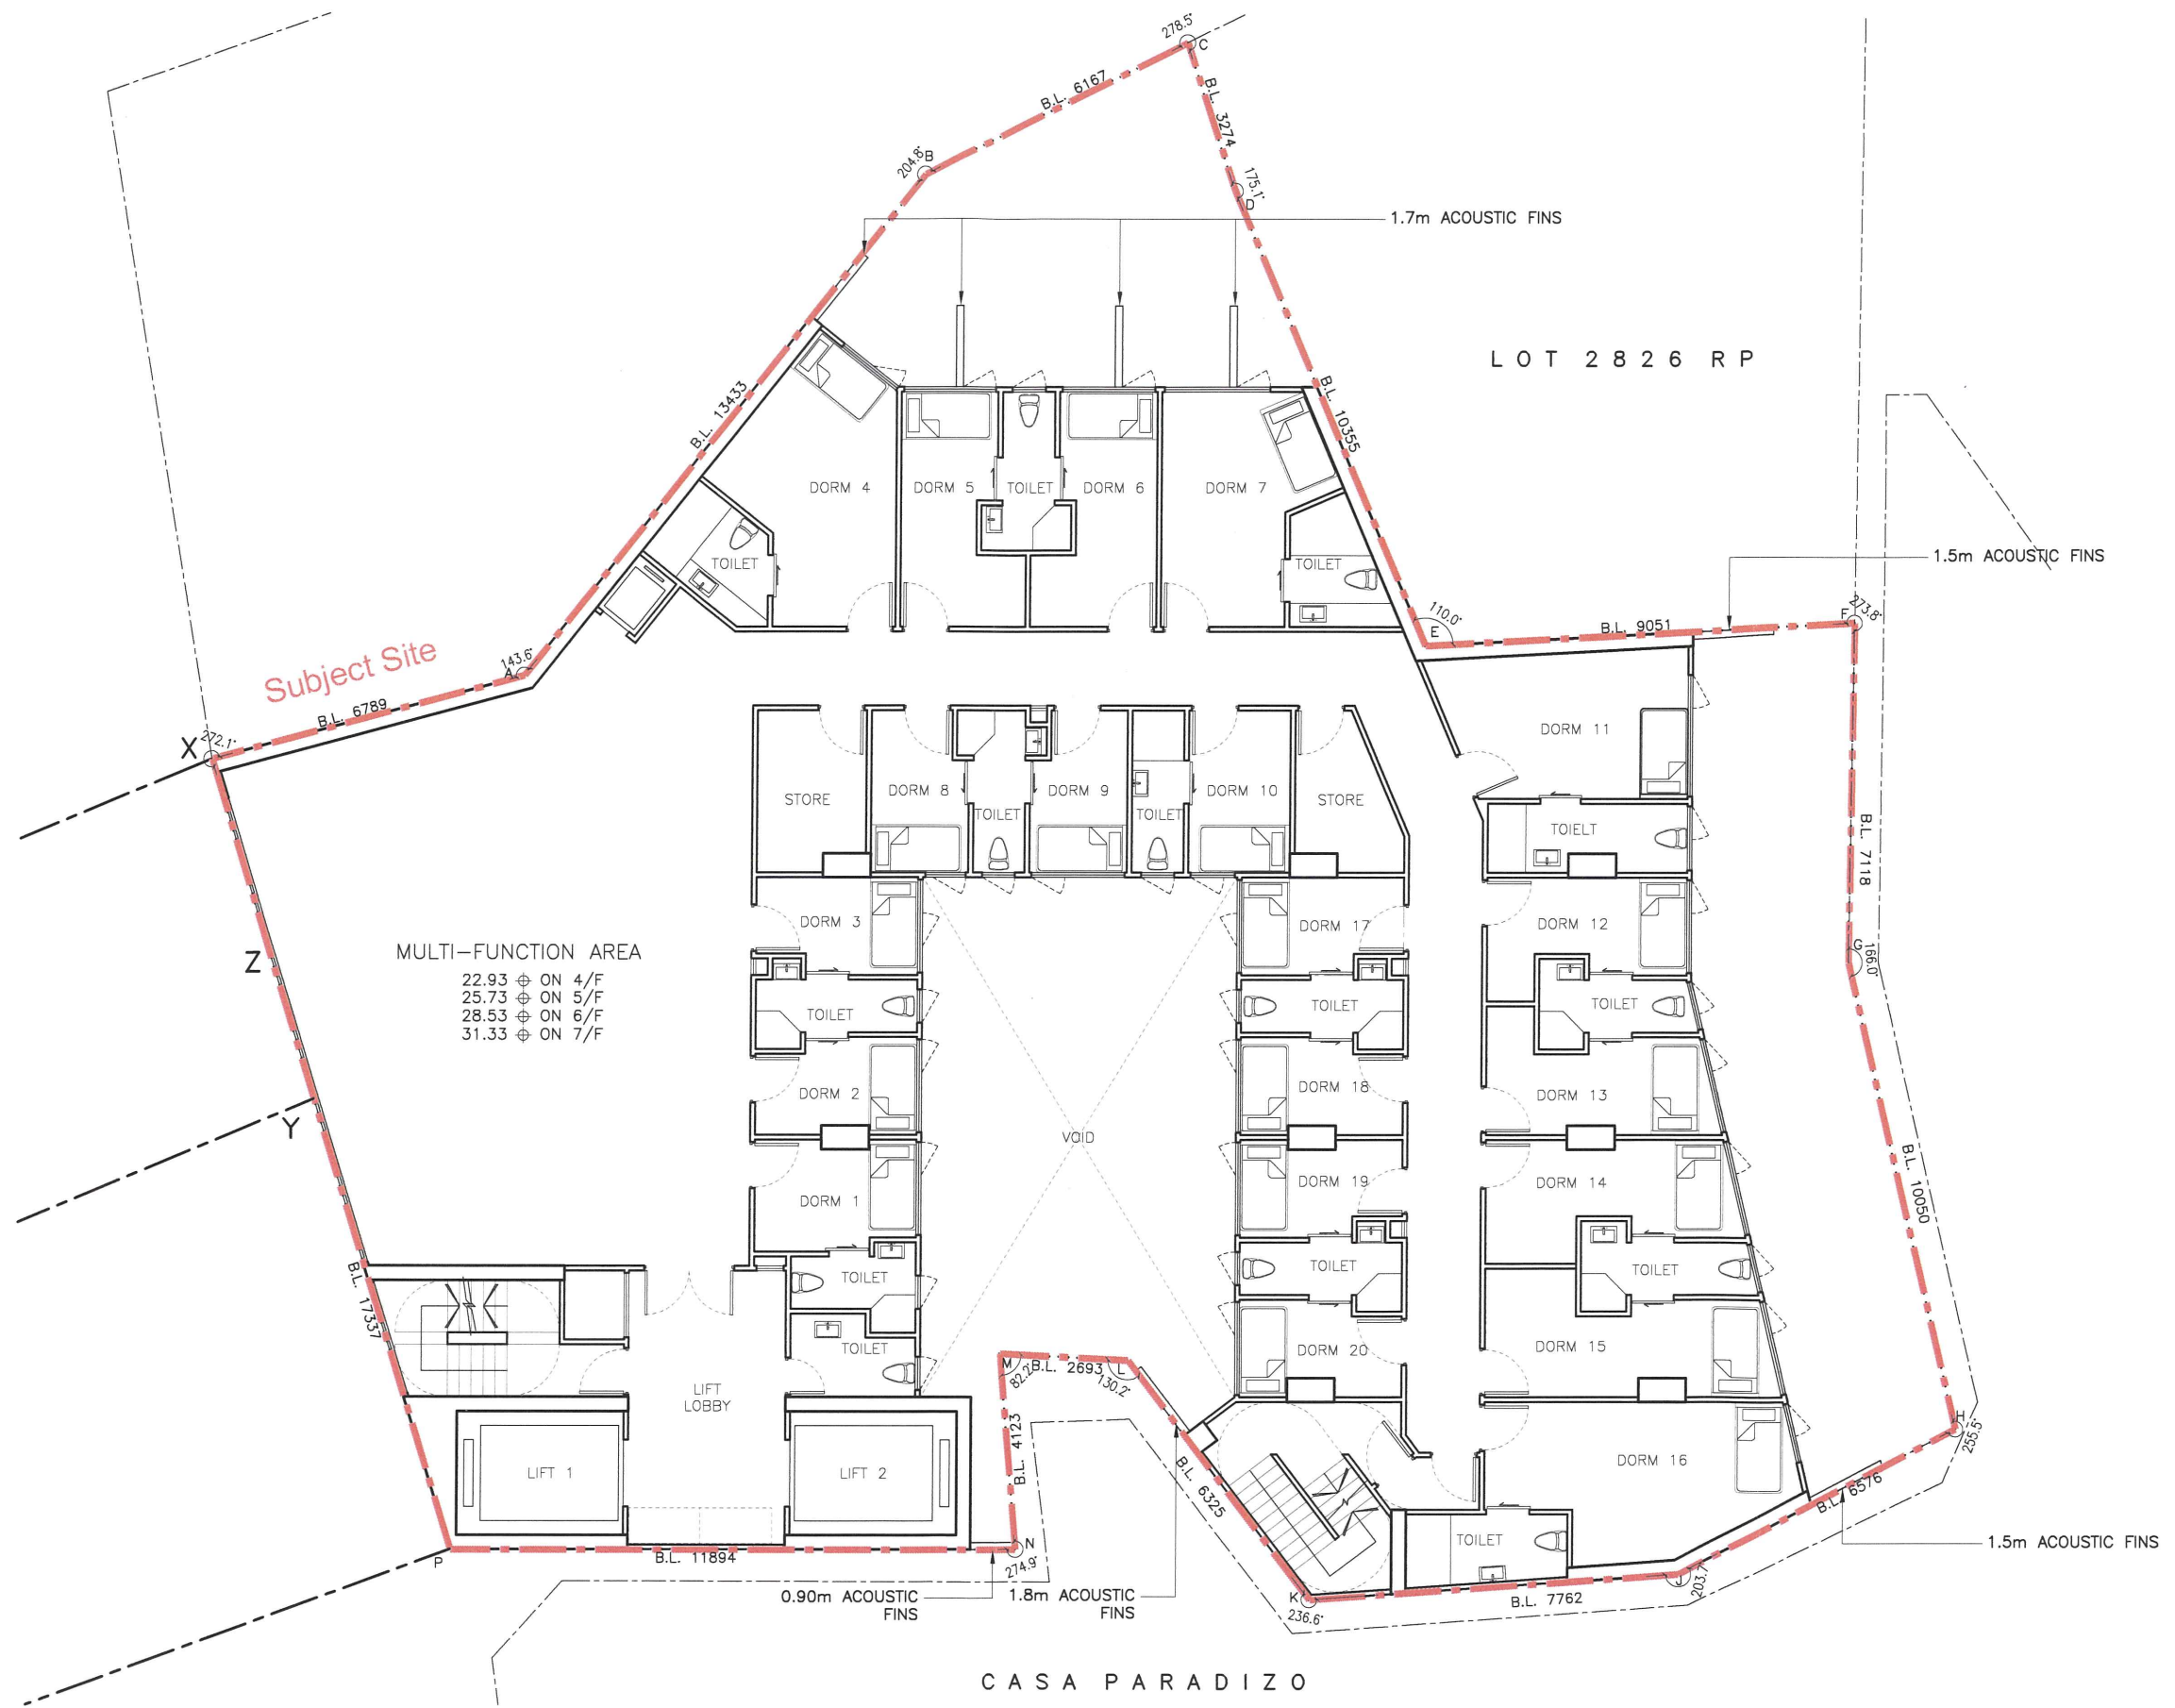 278.5°
C
B.L. 6167
B.L. 3274
204.8°
B
175.1°
D
1.7m ACOUSTIC FINS
LOT 2826 RP
B.L. 13433
B.L. 10355
DORM 4
DORM 5
TOILET
DORM 6
DORM 7
TOILET
TOILET
1.5m ACOUSTIC FINS
110.0°
E
B.L. 9051
F
273.8°
Subject Site
143.6°
A
B.L. 6789
X
272.1°
DORM 11
STORE
DORM 8
TOILET
DORM 9
TOILET
DORM 10
STORE
TOIELT
B.L. 7118
DORM 3
DORM 17
DORM 12
MULTI-FUNCTION AREA
22.93 ON 4/F
25.73 ON 5/F
28.53 ON 6/F
31.33 ON 7/F
Z
G
166.0°
TOILET
TOILET
TOILET
DORM 2
DORM 18
DORM 13
Y
VOID
DORM 1
DORM 19
DORM 14
B.L. 10050
TOILET
TOILET
TOILET
B.L. 17337
TOILET
DORM 20
DORM 15
M
82.2°
B.L. 2693
L
130.2°
LIFT
LOBBY
H
255.5°
B.L. 4123
LIFT 1
LIFT 2
B.L. 6325
DORM 16
B.L. 6576
TOILET
1.5m ACOUSTIC FINS
P
B.L. 11894
N
274.9°
0.90m ACOUSTIC
FINS
1.8m ACOUSTIC
FINS
K
236.6°
B.L. 7762
J
203.7°
CASA PARADIZO